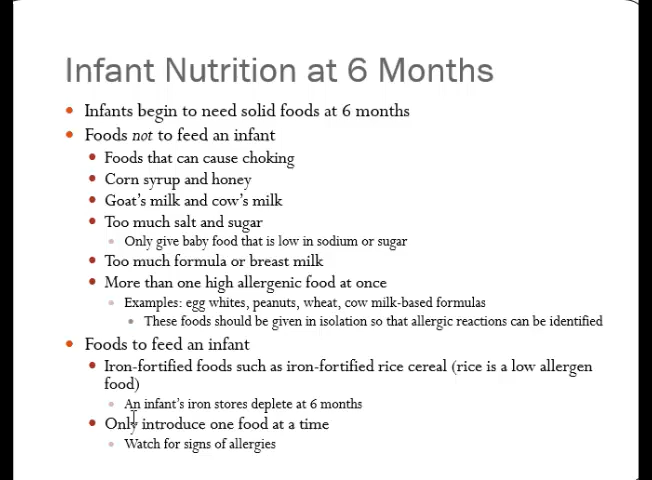 Infant Nutrition at 6 Months
Infants begin to need solid foods at 6 months
Foods not to feed an infant
Foods that can cause choking
Corn syrup and honey
Goat's milk and cow's milk
Too much salt and sugar
Only give baby food that is low in sodium or sugar
Too much formula or breast milk
More than one high allergenic food at once
Examples: egg whites, peanuts, wheat, cow milk-based formulas
These foods should be given in isolation so that allergic reactions can be identified
Foods to feed an infant
Iron-fortified foods such as iron-fortified rice cereal (rice is a low allergen
food)
An infant's iron stores deplete at 6 months
Only introduce one food at a time
Watch for signs of allergies